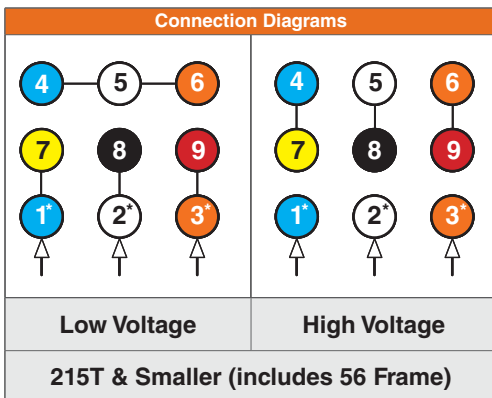 Connection Diagrams
4 5 6 4 5 6
7 8 9 7 8 9
1* 2* 3* 1* 2* 3*
Low Voltage High Voltage
215T & Smaller (includes 56 Frame)